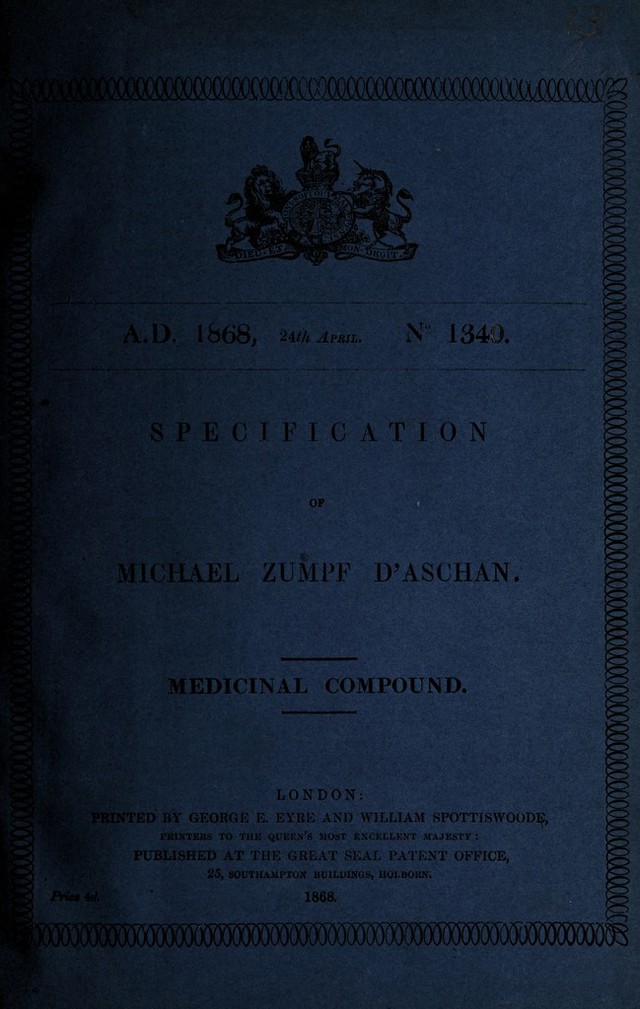 DIEU ET MON DROIT
A.D. 1868, 24th APRIL. No 1340.
SPECIFICATION
OF
MICHAEL ZUMPF D'ASCHAN.
MEDICINAL COMPOUND.
LONDON:
PRINTED BY GEORGE E. EYRE AND WILLIAM SPOTTISWOODE,
PRINTERS TO THE QUEEN'S MOST EXCELLENT MAJESTY:
PUBLISHED AT THE GREAT SEAL PATENT OFFICE,
25, SOUTHAMPTON BUILDINGS, HOLBORN.
Price 4d.
1868.